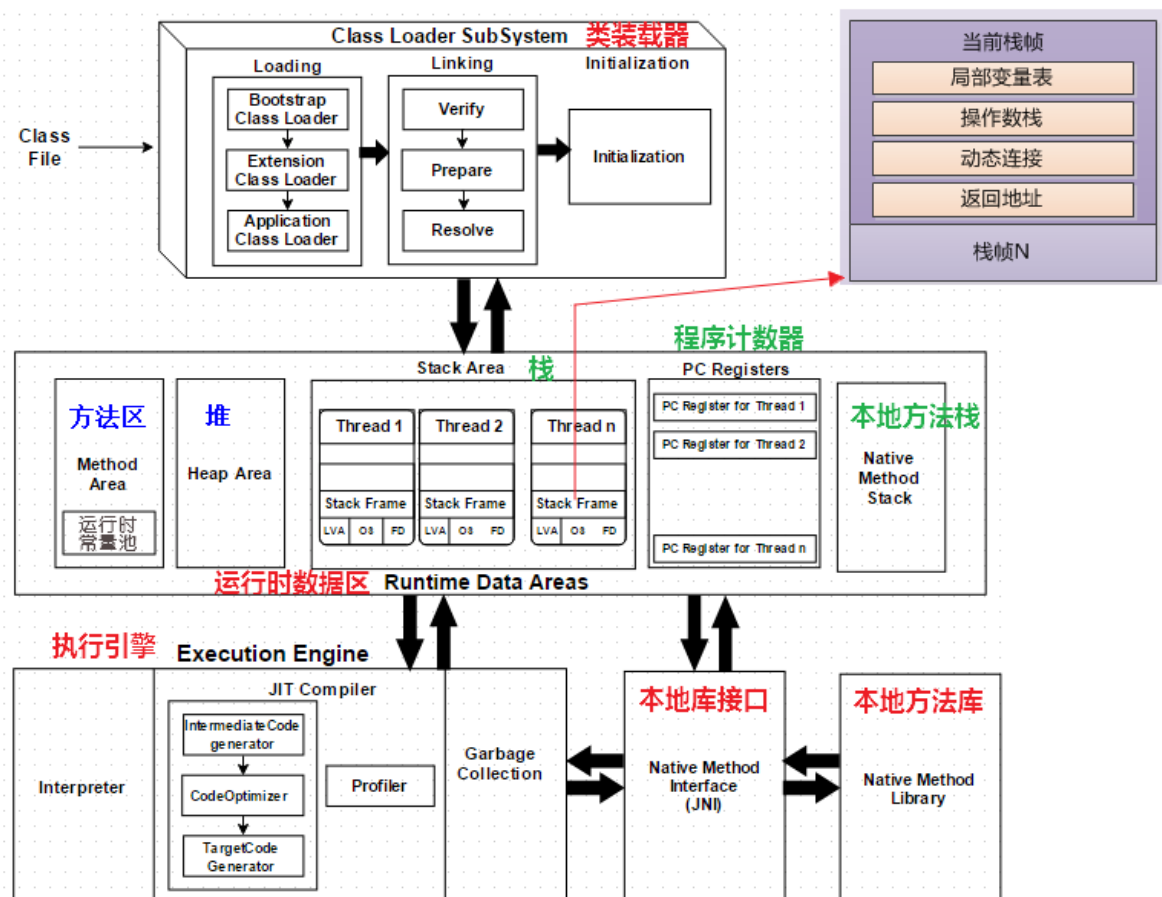 Class Loader SubSystem 类装载器
Loading
Linking
Initialization
Bootstrap
Class Loader
Extension
Class Loader
Application
Class Loader
Verify
Prepare
Resolve
Initialization
Class
File
当前栈帧
局部变量表
操作数栈
动态连接
返回地址
栈帧N
Stack Area 栈
程序计数器
PC Registers
方法区
Method
Area
运行时
常量池
堆
Heap Area
Thread 1
Stack Frame
LVA OS FD
Thread 2
Stack Frame
LVA OS FD
Thread n
Stack Frame
LVA OS FD
PC Register for Thread 1
PC Register for Thread 2
PC Register for Thread n
本地方法栈
Native
Method
Stack
运行时数据区 Runtime Data Areas
执行引擎 Execution Engine
Interpreter
JIT Compiler
IntermediateCode
generator
CodeOptimizer
TargetCode
Generator
Profiler
Garbage
Collection
本地库接口
Native Method
Interface
(JNI)
本地方法库
Native Method
Library